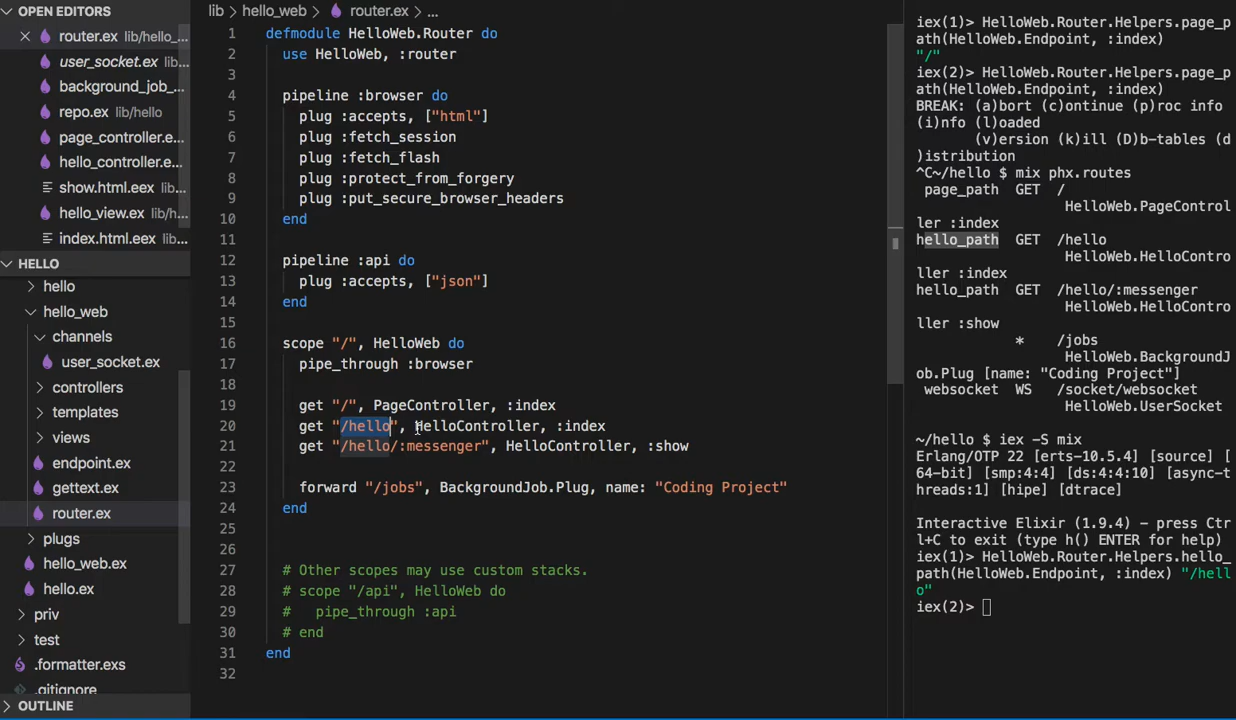 OPEN EDITORS
router.ex lib/hello_...
user_socket.ex lib...
background_job_...
repo.ex lib/hello
page_controller.e...
hello_controller.e...
show.html.eex lib...
hello_view.ex lib/h...
index.html.eex lib...
HELLO
hello
hello_web
channels
user_socket.ex
controllers
templates
views
endpoint.ex
gettext.ex
router.ex
plugs
hello_web.ex
hello.ex
priv
test
.formatter.exs
.gitignore
OUTLINE
lib > hello_web > router.ex > ...
1 defmodule HelloWeb.Router do
2 use HelloWeb, :router
3
4 pipeline :browser do
5 plug :accepts, ["html"]
6 plug :fetch_session
7 plug :fetch_flash
8 plug :protect_from_forgery
9 plug :put_secure_browser_headers
10 end
11
12 pipeline :api do
13 plug :accepts, ["json"]
14 end
15
16 scope "/", HelloWeb do
17 pipe_through :browser
18
19 get "/", PageController, :index
20 get "/hello", HelloController, :index
21 get "/hello/:messenger", HelloController, :show
22
23 forward "/jobs", BackgroundJob.Plug, name: "Coding Project"
24 end
25
26
27 # Other scopes may use custom stacks.
28 # scope "/api", HelloWeb do
29 #   pipe_through :api
30 # end
31 end
32
iex(1)> HelloWeb.Router.Helpers.page_p
ath(HelloWeb.Endpoint, :index)
"/"
iex(2)> HelloWeb.Router.Helpers.page_p
ath(HelloWeb.Endpoint, :index)
BREAK: (a)bort (c)ontinue (p)roc info
(i)nfo (l)oaded
(v)ersion (k)ill (D)b-tables (d
)istribution
^C~/hello $ mix phx.routes
page_path GET /
HelloWeb.PageControl
ler :index
hello_path GET /hello
HelloWeb.HelloContro
ller :index
hello_path GET /hello/:messenger
HelloWeb.HelloContro
ller :show
* /jobs
HelloWeb.BackgroundJ
ob.Plug [name: "Coding Project"]
websocket WS /socket/websocket
HelloWeb.UserSocket
~/hello $ iex -S mix
Erlang/OTP 22 [erts-10.5.4] [source] [
64-bit] [smp:4:4] [ds:4:4:10] [async-t
hreads:1] [hipe] [dtrace]
Interactive Elixir (1.9.4) - press Ctr
l+C to exit (type h() ENTER for help)
iex(1)> HelloWeb.Router.Helpers.hello_
path(HelloWeb.Endpoint, :index) "/hell
o"
iex(2)>